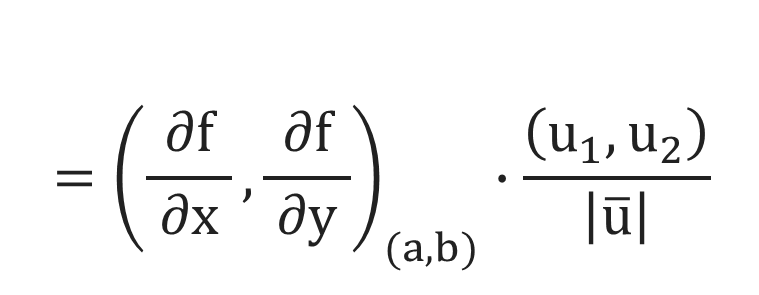 = (∂f/∂x, ∂f/∂y)₍ₐ,b₎ · (u₁, u₂)/|ū|